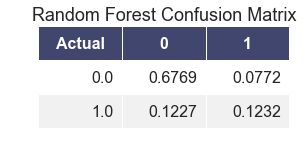 Random Forest Confusion Matrix
Actual 0 1
0.0 0.6769 0.0772
1.0 0.1227 0.1232